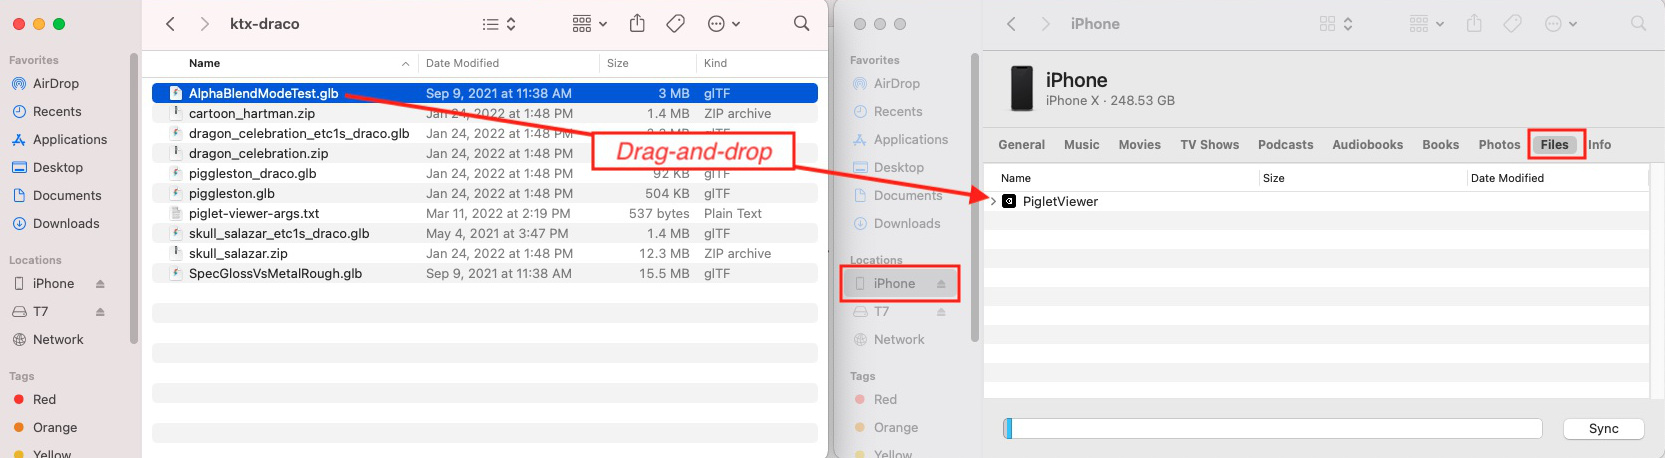 ktx-draco
Favorites
AirDrop
Recents
Applications
Desktop
Documents
Downloads
Locations
iPhone
T7
Network
Tags
Red
Orange
Yellow
Name Date Modified Size Kind
AlphaBlendModeTest.glb Sep 9, 2021 at 11:38 AM 3 MB glTF
cartoon_hartman.zip Jan 24, 2022 at 1:48 PM 1.4 MB ZIP archive
dragon_celebration_etc1s_draco.glb Jan 24, 2022 at 1:48 PM MB glTF
dragon_celebration.zip Jan 24, 2022 at 1:48 PM
piggleston_draco.glb Jan 24, 2022 at 1:48 PM 92 KB glTF
piggleston.glb Jan 24, 2022 at 1:48 PM 504 KB glTF
piglet-viewer-args.txt Mar 11, 2022 at 2:19 PM 537 bytes Plain Text
skull_salazar_etc1s_draco.glb May 4, 2021 at 3:47 PM 1.4 MB glTF
skull_salazar.zip Jan 24, 2022 at 1:48 PM 12.3 MB ZIP archive
SpecGlossVsMetalRough.glb Sep 9, 2021 at 11:38 AM 15.5 MB glTF
Drag-and-drop
iPhone
Favorites
AirDrop
Recents
Applications
Desktop
Documents
Downloads
Locations
iPhone
T7
Network
Tags
Red
Orange
Yellow
iPhone
iPhone X · 248.53 GB
General Music Movies TV Shows Podcasts Audiobooks Books Photos Files Info
Name Size Date Modified
PigletViewer
Sync